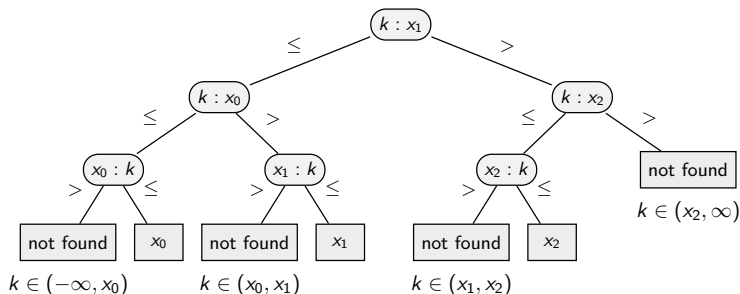 k : x₁
≤ >
k : x₀ k : x₂
≤ > ≤ >
x₀ : k x₁ : k x₂ : k not found
> ≤ > ≤ > ≤ k ∈ (x₂, ∞)
not found x₀ not found x₁ not found x₂
k ∈ (−∞, x₀) k ∈ (x₀, x₁) k ∈ (x₁, x₂)